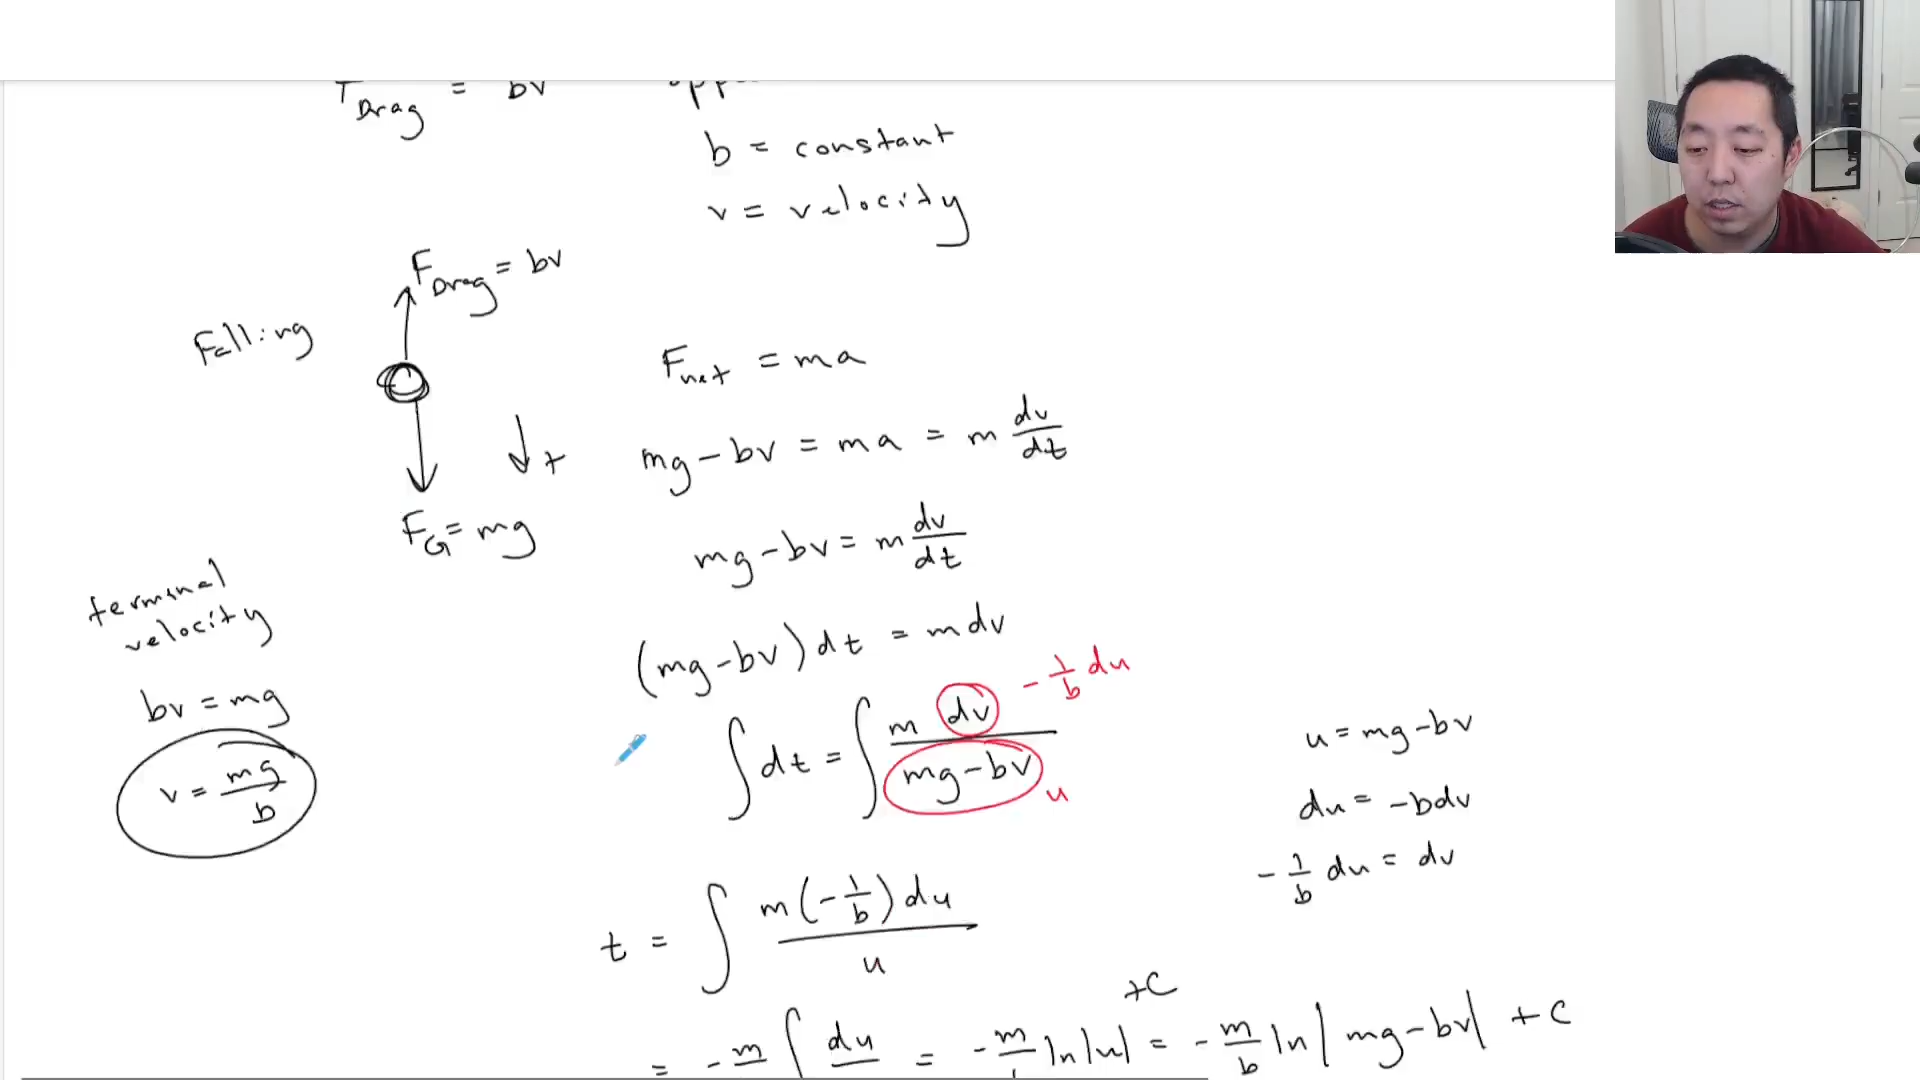 F_Drag = bv
b = constant
v = velocity
F_Drag = bv
Falling
F_net = ma
+
mg - bv = ma = m dv/dt
F_G = mg
mg - bv = m dv/dt
terminal
velocity
(mg - bv) dt = m dv
- 1/b du
bv = mg
∫ dt = ∫ m dv / mg - bv
u
u = mg - bv
v = mg/b
du = -b dv
- 1/b du = dv
t = ∫ m(- 1/b) du / u
+C
= - m ∫ du = - m ln|u| = - m/b ln|mg - bv| + C